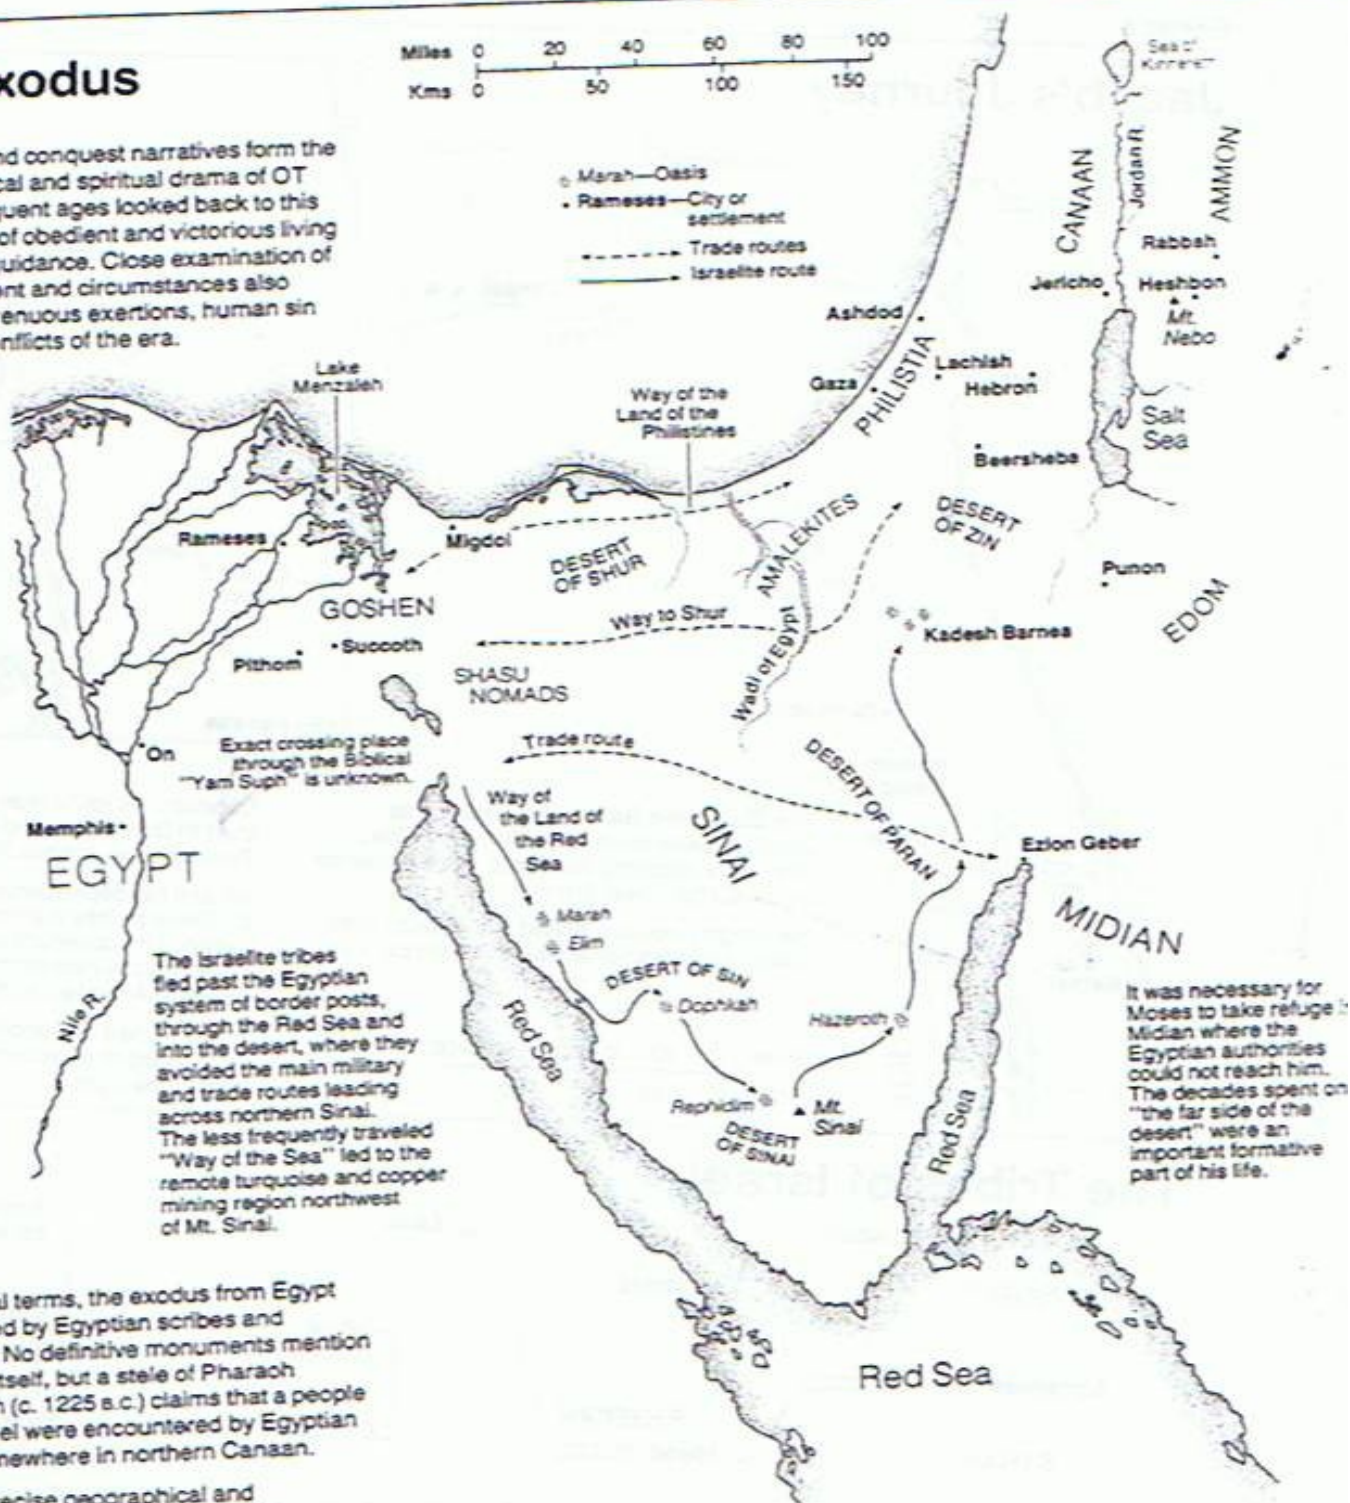 xodus
Miles 0 20 40 60 80 100
Kms 0 50 100 150
nd conquest narratives form the
cal and spiritual drama of OT
quent ages looked back to this
of obedient and victorious living
guidance. Close examination of
ent and circumstances also
enuous exertions, human sin
nflicts of the era.
Marah—Oasis
Rameses—City or
settlement
Trade routes
Israelite route
Sea of
CANAAN
Jordan R.
AMMON
Rabbah
Jericho
Heshbon
Mt.
Nebo
Ashdod
PHILISTIA
Lachish
Gaza
Hebron
Salt
Sea
Beersheba
Lake
Menzaleh
Way of the
Land of the
Philistines
Rameses
Migdol
DESERT
OF SHUR
AMALEKITES
DESERT
OF ZIN
Punon
EDOM
GOSHEN
Way to Shur
Wadi of Egypt
Kadesh Barnea
Succoth
Pithom
SHASU
NOMADS
On
Exact crossing place
through the Biblical
"Yam Suph" is unknown.
Trade route
DESERT OF PARAN
Way of
the Land of
the Red
Sea
SINAI
Memphis
EGYPT
Ezion Geber
MIDIAN
Marah
Elim
DESERT OF SIN
Dophkah
Hazeroth
Nile R.
Red Sea
Rephidim
Mt.
Sinai
DESERT
OF SINAI
Red Sea
The Israelite tribes
fled past the Egyptian
system of border posts,
through the Red Sea and
into the desert, where they
avoided the main military
and trade routes leading
across northern Sinai.
The less frequently traveled
"Way of the Sea" led to the
remote turquoise and copper
mining region northwest
of Mt. Sinai.
It was necessary for
Moses to take refuge
Midian where the
Egyptian authorities
could not reach him.
The decades spent on
"the far side of the
desert" were an
important formative
part of his life.
Red Sea
al terms, the exodus from Egypt
ed by Egyptian scribes and
No definitive monuments mention
itself, but a stele of Pharaoh
h (c. 1225 B.C.) claims that a people
el were encountered by Egyptian
mewhere in northern Canaan.
ecise geographical and